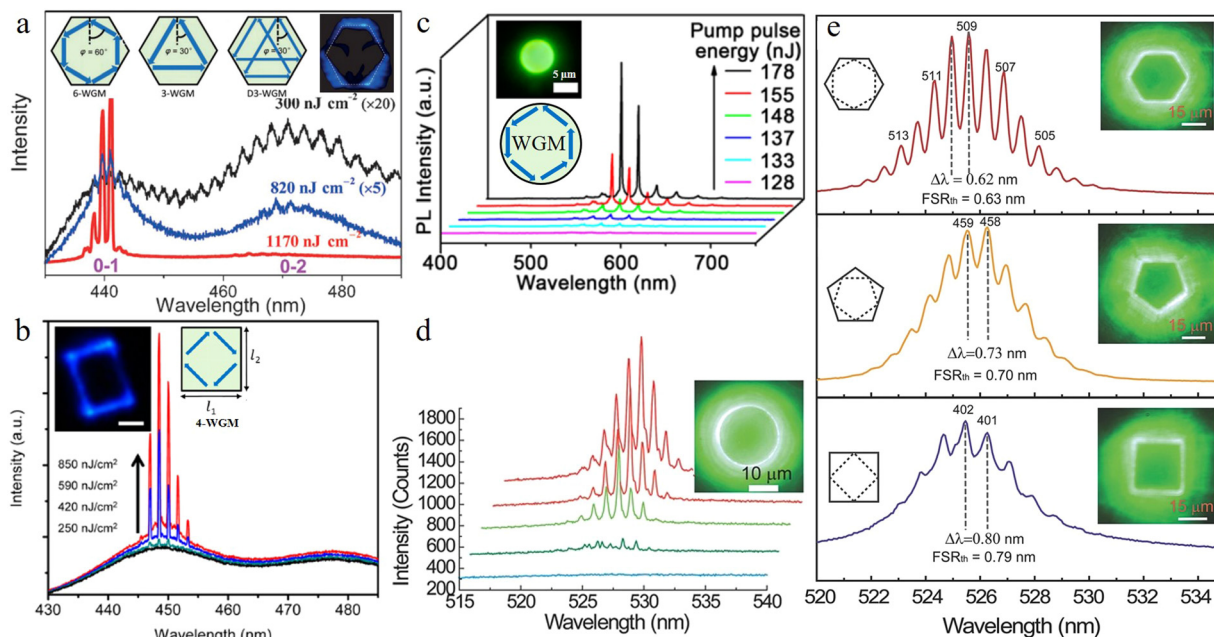 a
φ = 60°
φ = 30°
φ = 30°
6-WGM
3-WGM
D3-WGM
300 nJ cm⁻² (×20)
820 nJ cm⁻² (×5)
1170 nJ cm⁻²
0-1
0-2
Intensity
440
460
480
Wavelength (nm)
b
l₂
l₁
4-WGM
850 nJ/cm²
590 nJ/cm²
420 nJ/cm²
250 nJ/cm²
Intensity (a.u.)
430
440
450
460
470
480
Wavelength (nm)
c
5 μm
WGM
Pump pulse
energy (nJ)
178
155
148
137
133
128
PL Intensity (a.u.)
400
500
600
700
Wavelength (nm)
d
10 μm
Intensity (Counts)
1800
1600
1400
1200
1000
800
600
400
200
515
520
525
530
535
540
Wavelength (nm)
e
509
511
507
513
505
15 μm
Δλ = 0.62 nm
FSRth = 0.63 nm
459
458
15 μm
Δλ=0.73 nm
FSRth = 0.70 nm
402
401
15 μm
Δλ=0.80 nm
FSRth = 0.79 nm
520
522
524
526
528
530
532
534
Wavelength (nm)